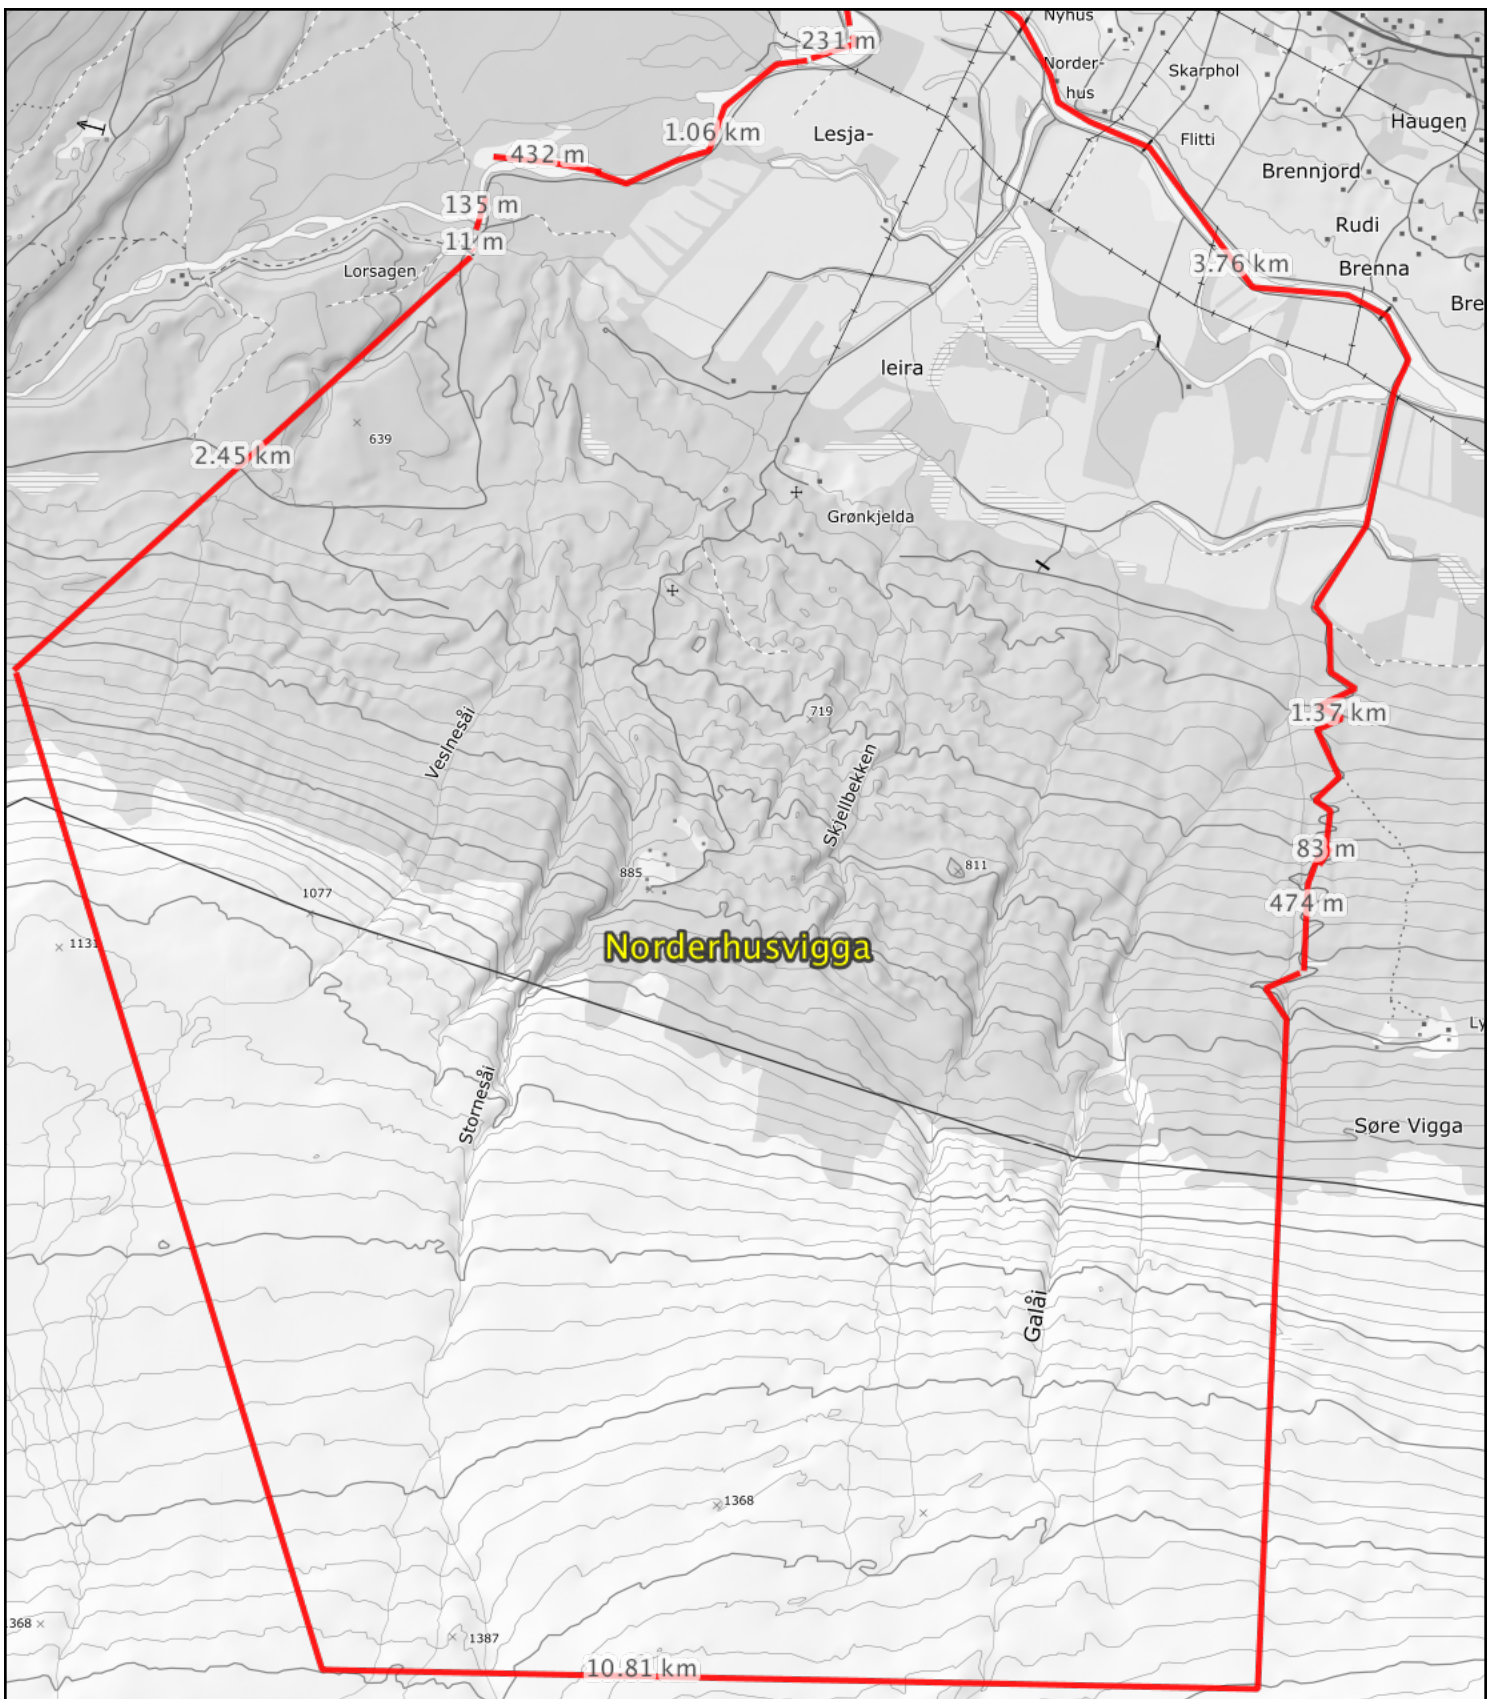 Nyhus
231 m
Norder-
hus
Skarphol
Haugen
1.06 km
Lesja-
Flitti
432 m
Brennjord
135 m
Rudi
11 m
Lorsagen
3.76 km
Brenna
Bre
leira
639
2.45 km
Grønkjelda
719
1.37 km
Veslnesåi
Skjellbekken
83 m
811
885
1077
474 m
1131
Norderhusvigga
Ly
Stornesåi
Søre Vigga
Galåi
1368
368
1387
10.81 km